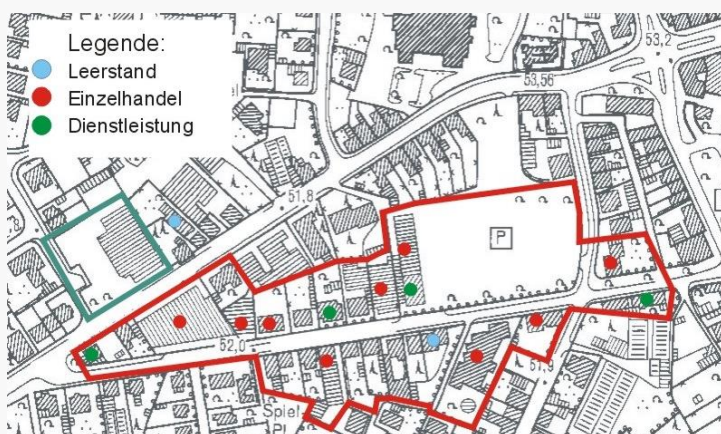 Legende:
Leerstand
Einzelhandel
Dienstleistung
53,2
53,56
51,8
P
52,0
51,9
Spiel
Pl.